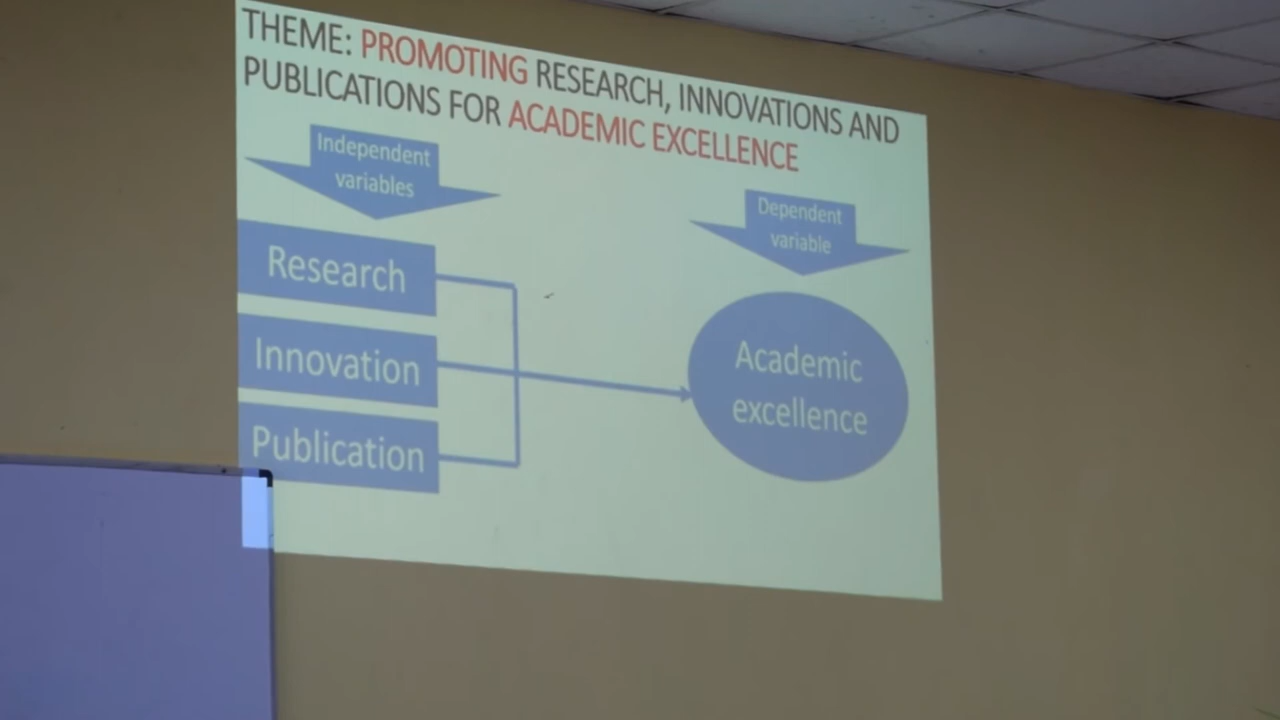 THEME: PROMOTING RESEARCH, INNOVATIONS AND
PUBLICATIONS FOR ACADEMIC EXCELLENCE
Independent
variables
Dependent
variable
Research
Innovation
Publication
Academic
excellence